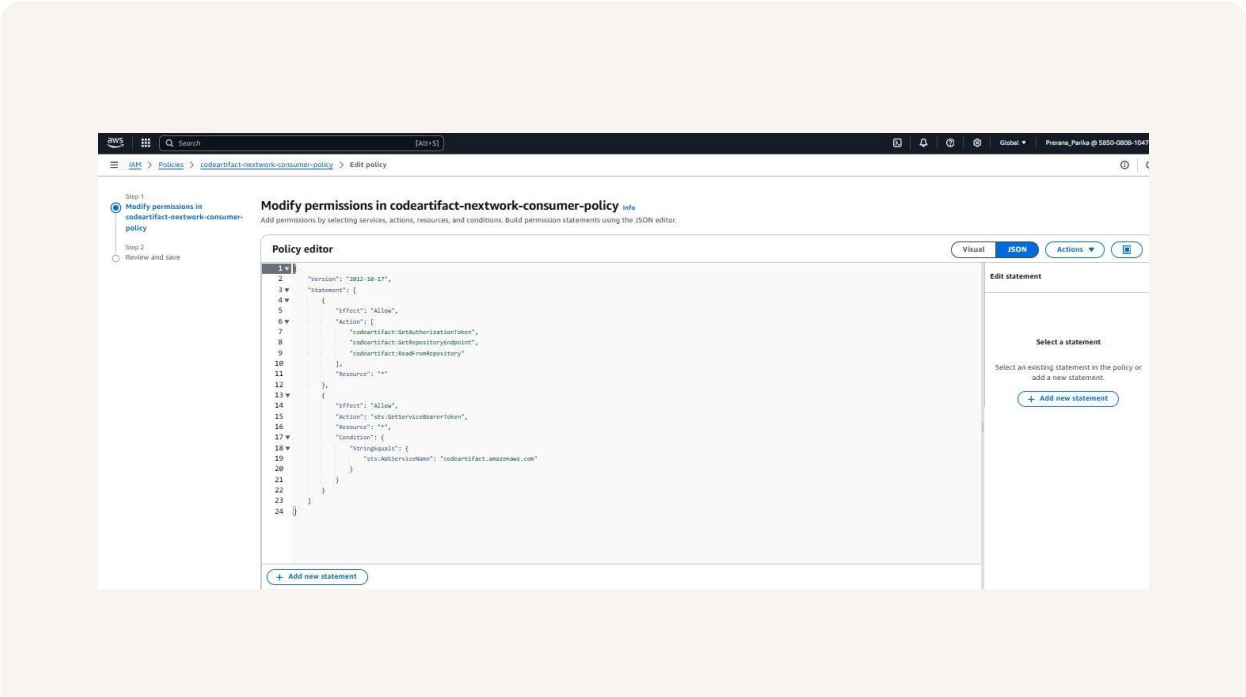 aws
Search [Alt+S]
Global ▼ Prerana_Parika @ 5850-0808-1047
IAM > Policies > codeartifact-nextwork-consumer-policy > Edit policy
Step 1
Modify permissions in
codeartifact-nextwork-consumer-
policy
Step 2
Review and save
Modify permissions in codeartifact-nextwork-consumer-policy Info
Add permissions by selecting services, actions, resources, and conditions. Build permission statements using the JSON editor.
Policy editor
Visual JSON Actions ▼
1 {
2 "Version": "2012-10-17",
3 "Statement": [
4 {
5 "Effect": "Allow",
6 "Action": [
7 "codeartifact:GetAuthorizationToken",
8 "codeartifact:GetRepositoryEndpoint",
9 "codeartifact:ReadFromRepository"
10 ],
11 "Resource": "*"
12 },
13 {
14 "Effect": "Allow",
15 "Action": "sts:GetServiceBearerToken",
16 "Resource": "*",
17 "Condition": {
18 "StringEquals": {
19 "sts:AWSServiceName": "codeartifact.amazonaws.com"
20 }
21 }
22 }
23 ]
24 }
+ Add new statement
Edit statement
Select a statement
Select an existing statement in the policy or
add a new statement.
+ Add new statement